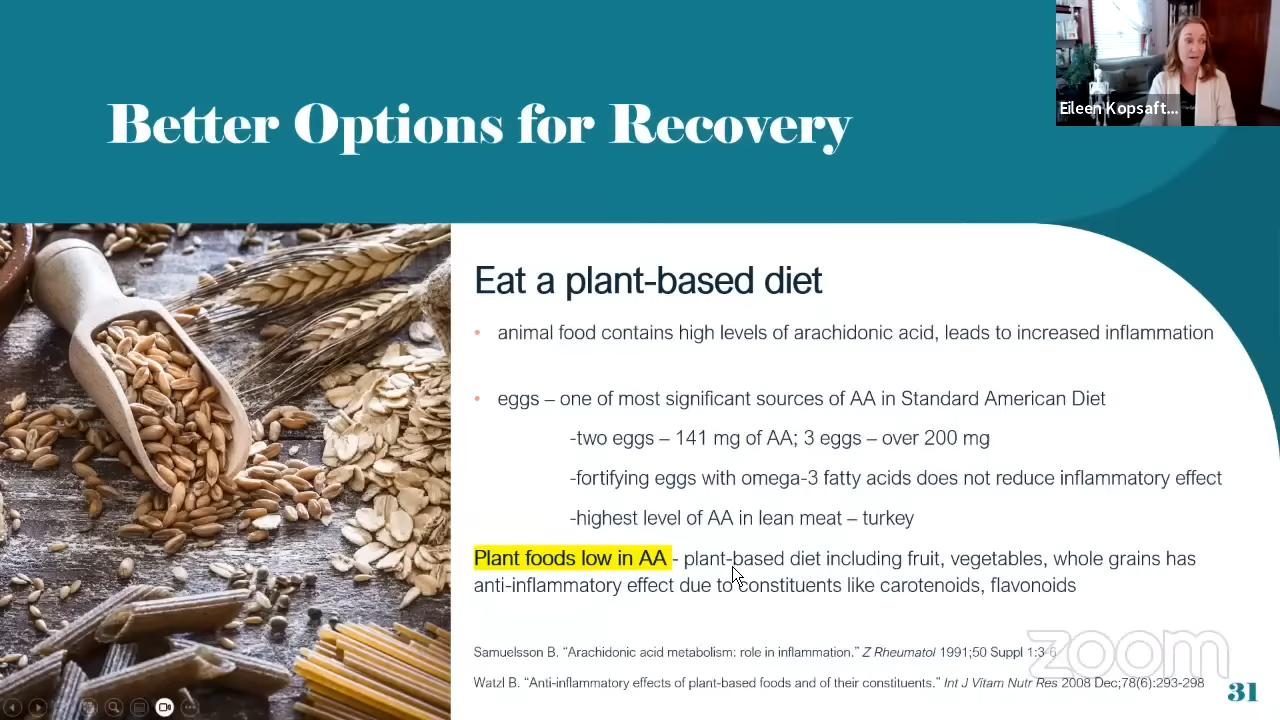 Better Options for Recovery
Eileen Kopsaft...
Eat a plant-based diet
• animal food contains high levels of arachidonic acid, leads to increased inflammation
• eggs – one of most significant sources of AA in Standard American Diet
-two eggs – 141 mg of AA; 3 eggs – over 200 mg
-fortifying eggs with omega-3 fatty acids does not reduce inflammatory effect
-highest level of AA in lean meat – turkey
Plant foods low in AA - plant-based diet including fruit, vegetables, whole grains has
anti-inflammatory effect due to constituents like carotenoids, flavonoids
Samuelsson B. “Arachidonic acid metabolism: role in inflammation.” Z Rheumatol 1991;50 Suppl 1:3-6
Watzl B. “Anti-inflammatory effects of plant-based foods and of their constituents.” Int J Vitam Nutr Res 2008 Dec;78(6):293-298
zoom
31